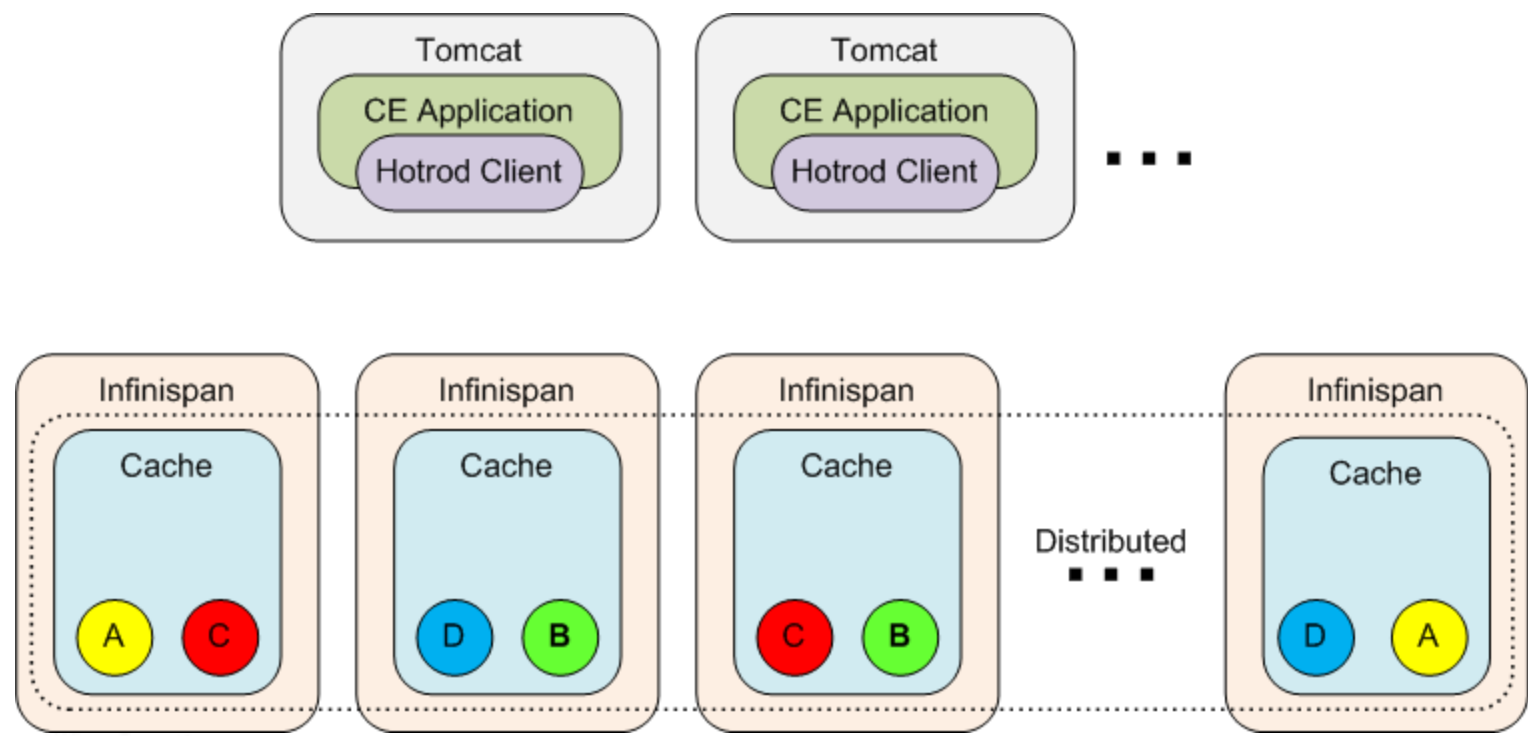 Tomcat
CE Application
Hotrod Client
Tomcat
CE Application
Hotrod Client
Infinispan
Cache
A C
Infinispan
Cache
D B
Infinispan
Cache
C B
Distributed
Infinispan
Cache
D A